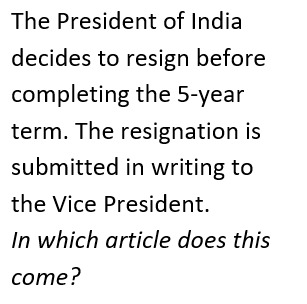 The President of India
decides to resign before
completing the 5-year
term. The resignation is
submitted in writing to
the Vice President.
In which article does this
come?